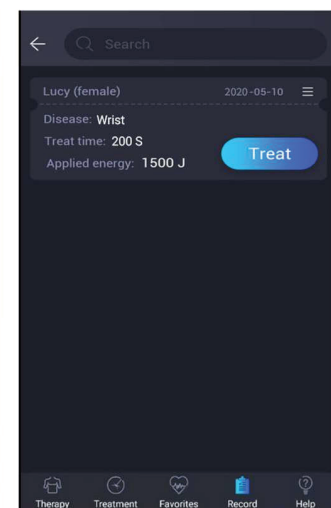 Search
Lucy (female) 2020-05-10
Disease: Wrist
Treat time: 200 S
Applied energy: 1500 J
Treat
Therapy Treatment Favorites Record Help